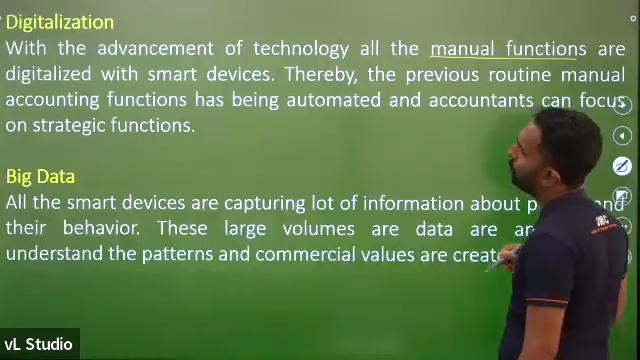 Digitalization
With the advancement of technology all the manual functions are
digitalized with smart devices. Thereby, the previous routine manual
accounting functions has being automated and accountants can focus
on strategic functions.
Big Data
All the smart devices are capturing lot of information about and
their behavior. These large volumes are data are
understand the patterns and commercial values are
JMC
vL Studio